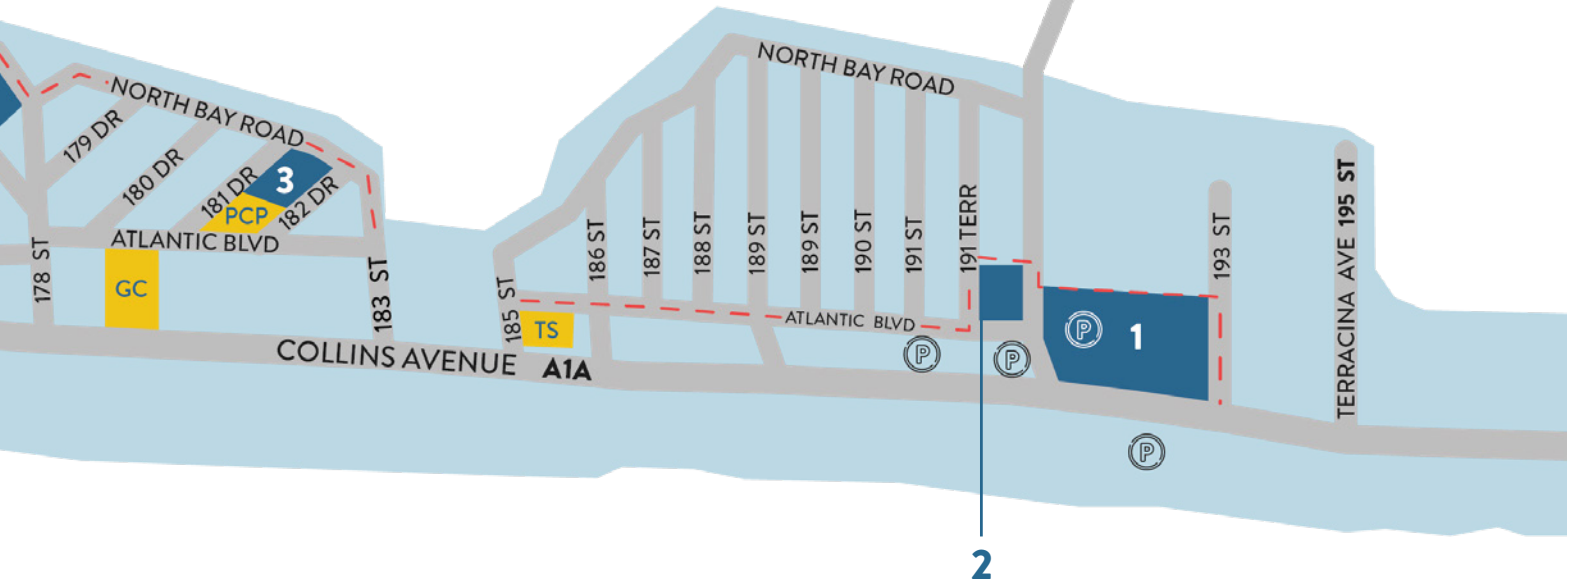 NORTH BAY ROAD
179 DR
180 DR
181 DR
3
182 DR
PCP
ATLANTIC BLVD
178 ST
GC
183 ST
COLLINS AVENUE A1A
NORTH BAY ROAD
185 ST
TS
186 ST
187 ST
188 ST
189 ST
189 ST
190 ST
191 ST
191 TERR
ATLANTIC BLVD
P
P
P
1
P
193 ST
TERRACINA AVE 195 ST
2